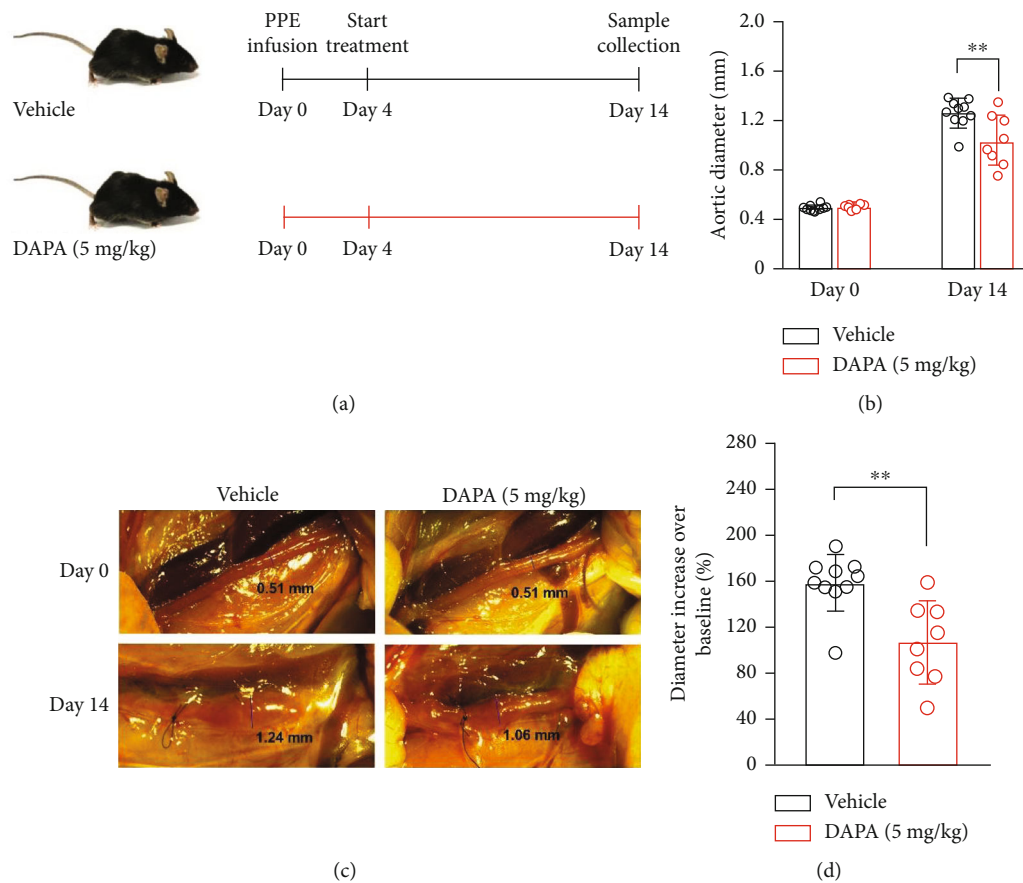 PPE
infusion
Start
treatment
Sample
collection
Vehicle
Day 0
Day 4
Day 14
DAPA (5 mg/kg)
Day 0
Day 4
Day 14
(a)
Aortic diameter (mm)
2.0
1.6
1.2
0.8
0.4
0
**
Day 0
Day 14
Vehicle
DAPA (5 mg/kg)
(b)
Vehicle
DAPA (5 mg/kg)
Day 0
0.51 mm
0.51 mm
Day 14
1.24 mm
1.06 mm
(c)
Diameter increase over
baseline (%)
280
240
200
160
120
80
40
0
**
Vehicle
DAPA (5 mg/kg)
(d)